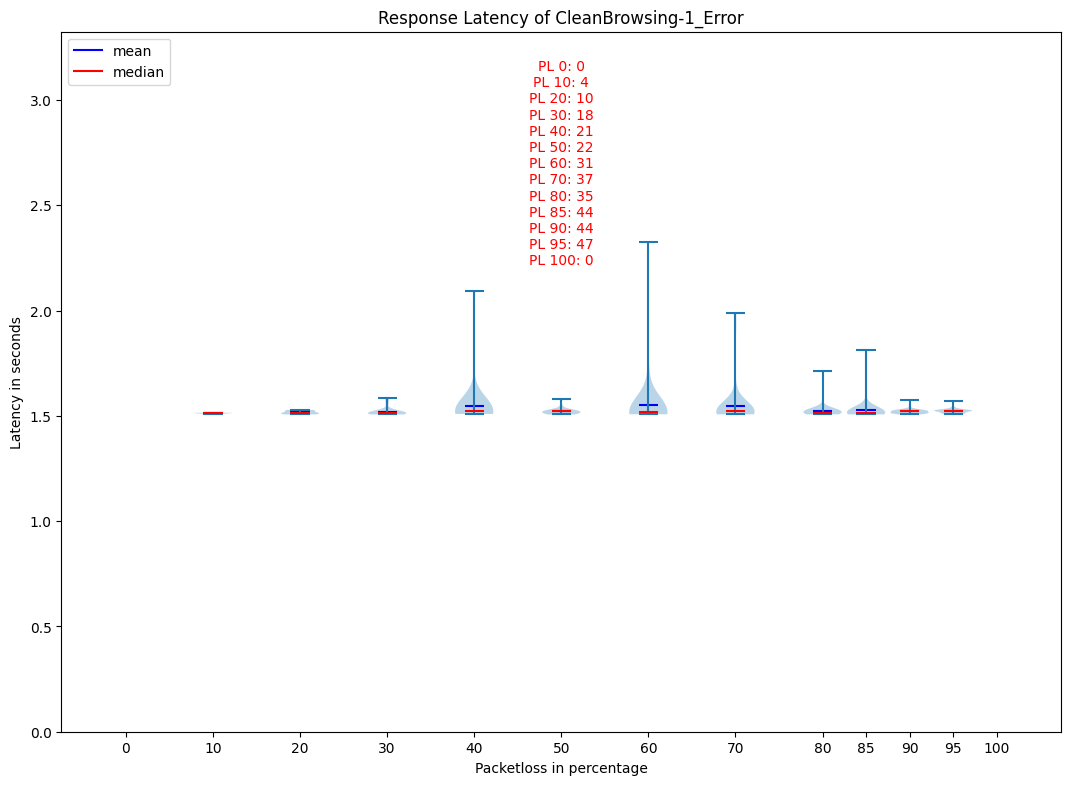 Response Latency of CleanBrowsing-1_Error
mean
median
PL 0: 0
PL 10: 4
PL 20: 10
PL 30: 18
PL 40: 21
PL 50: 22
PL 60: 31
PL 70: 37
PL 80: 35
PL 85: 44
PL 90: 44
PL 95: 47
PL 100: 0
3.0
2.5
2.0
1.5
1.0
0.5
0.0
Latency in seconds
0 10 20 30 40 50 60 70 80 85 90 95 100
Packetloss in percentage